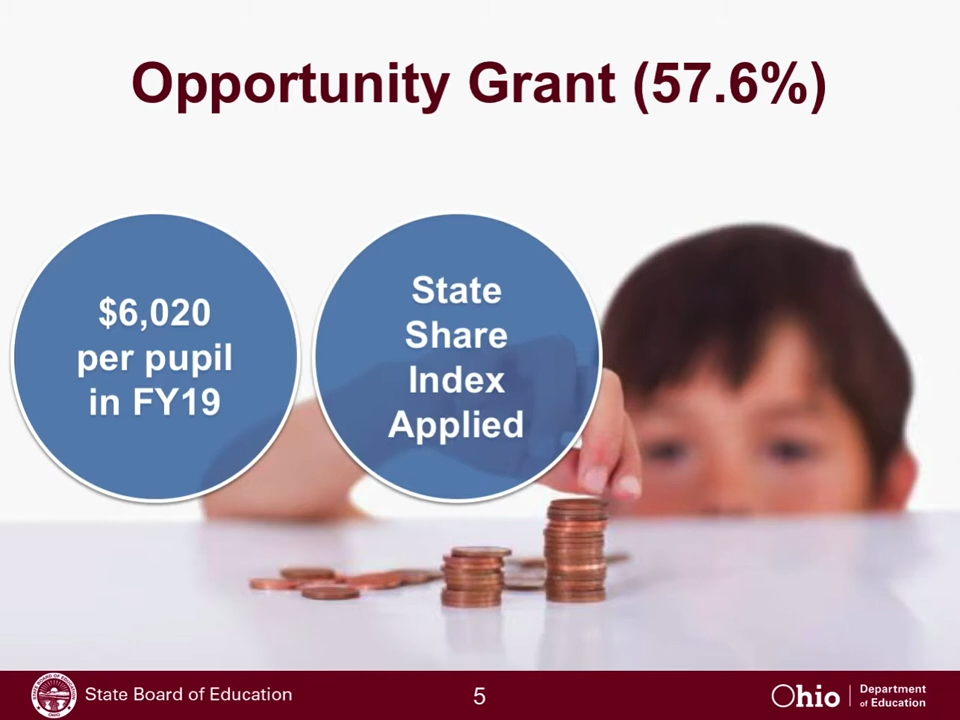 Opportunity Grant (57.6%)
$6,020
per pupil
in FY19
State
Share
Index
Applied
State Board of Education
5
Ohio
Department
of Education